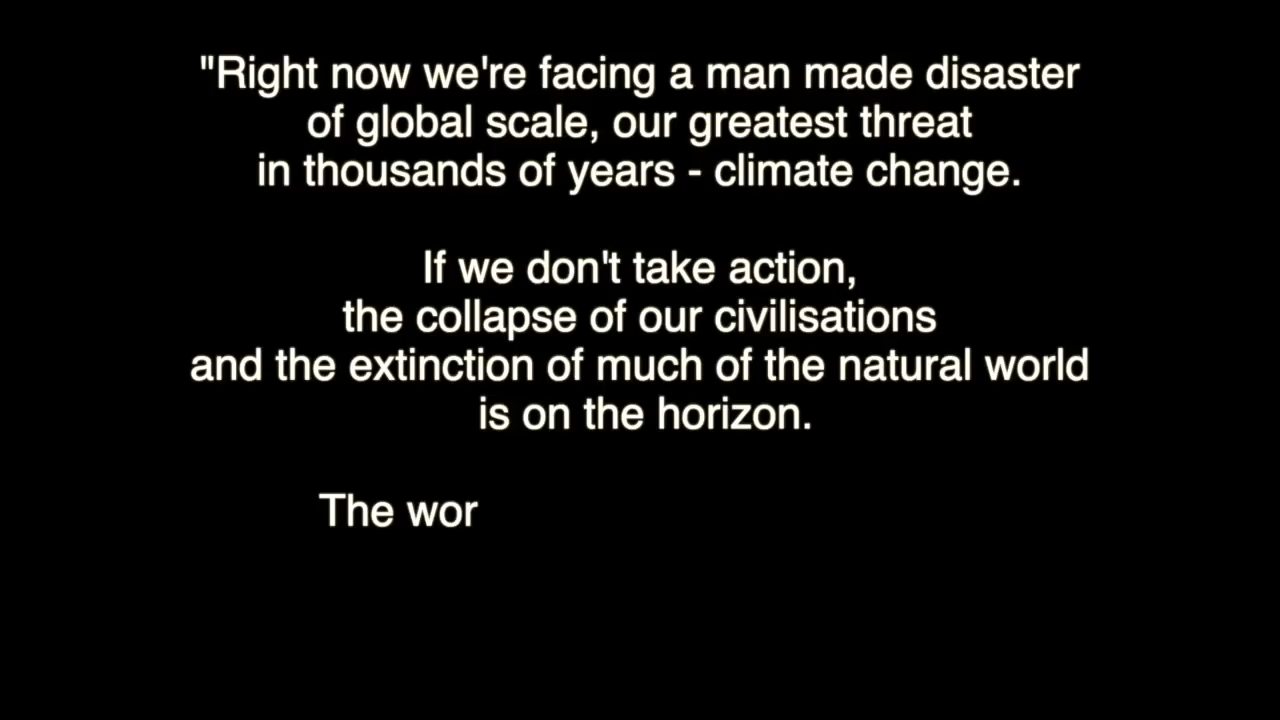 "Right now we're facing a man made disaster
of global scale, our greatest threat
in thousands of years - climate change.
If we don't take action,
the collapse of our civilisations
and the extinction of much of the natural world
is on the horizon.
The wor